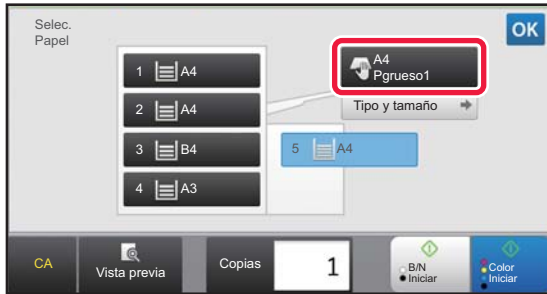 Selec.
Papel
OK
1 A4
2 A4
3 B4
4 A3
5 A4
A4
Pgrueso1
Tipo y tamaño
CA
Vista previa
Copias
1
B/N
Iniciar
Color
Iniciar